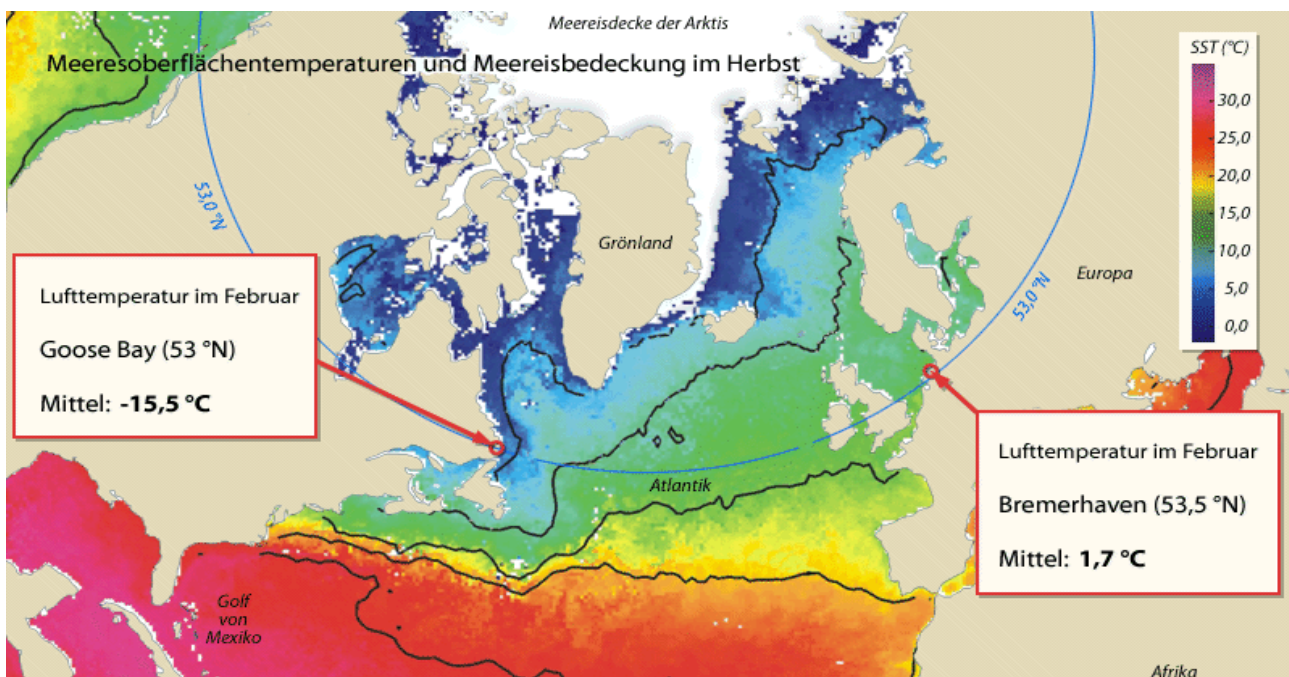 Meereisdecke der Arktis
Meeresoberflächentemperaturen und Meereisbedeckung im Herbst
SST (°C)
30,0
25,0
20,0
15,0
10,0
5,0
0,0
53,0 °N
Grönland
Europa
53,0 °N
Lufttemperatur im Februar
Goose Bay (53 °N)
Mittel: -15,5 °C
Lufttemperatur im Februar
Bremerhaven (53,5 °N)
Mittel: 1,7 °C
Atlantik
Golf
von
Mexiko
Afrika